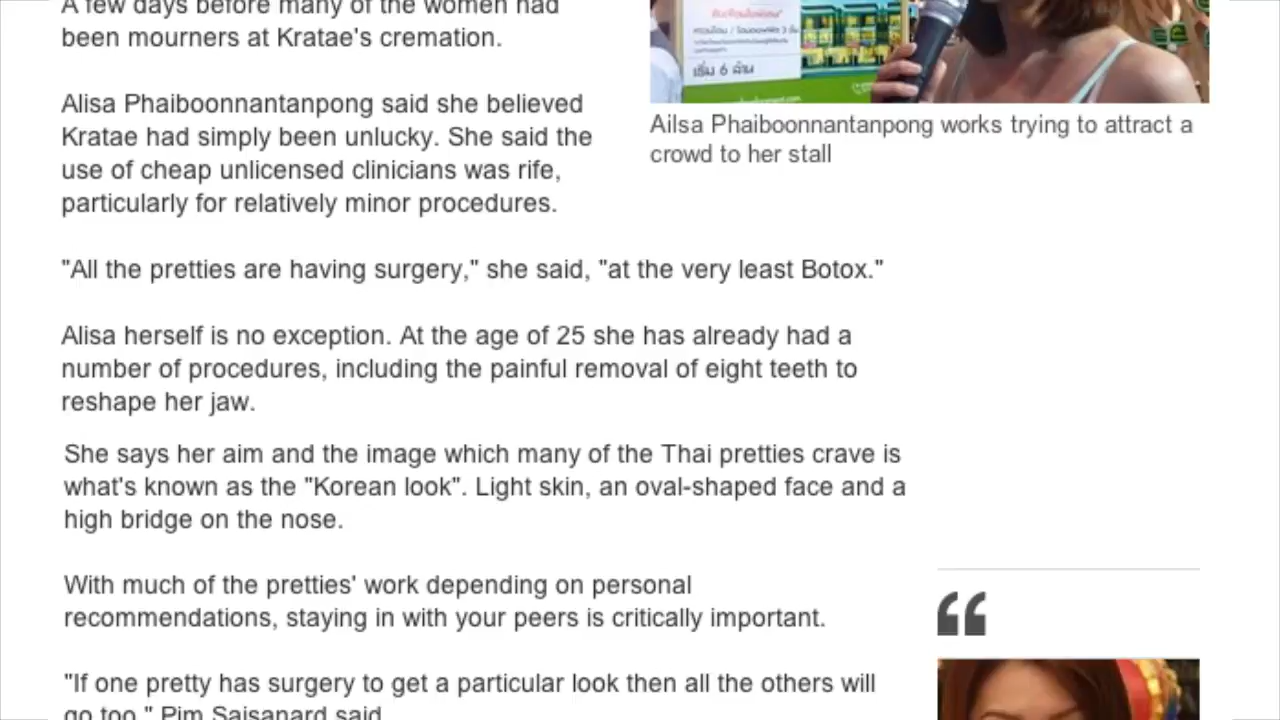 A few days before many of the women had
been mourners at Kratae's cremation.
Alisa Phaiboonnantanpong said she believed
Kratae had simply been unlucky. She said the
use of cheap unlicensed clinicians was rife,
particularly for relatively minor procedures.
เริ่ม 6 ล้าน
Ailsa Phaiboonnantanpong works trying to attract a
crowd to her stall
"All the pretties are having surgery," she said, "at the very least Botox."
Alisa herself is no exception. At the age of 25 she has already had a
number of procedures, including the painful removal of eight teeth to
reshape her jaw.
She says her aim and the image which many of the Thai pretties crave is
what's known as the "Korean look". Light skin, an oval-shaped face and a
high bridge on the nose.
With much of the pretties' work depending on personal
recommendations, staying in with your peers is critically important.
"If one pretty has surgery to get a particular look then all the others will
go too," Pim Saisanard said.